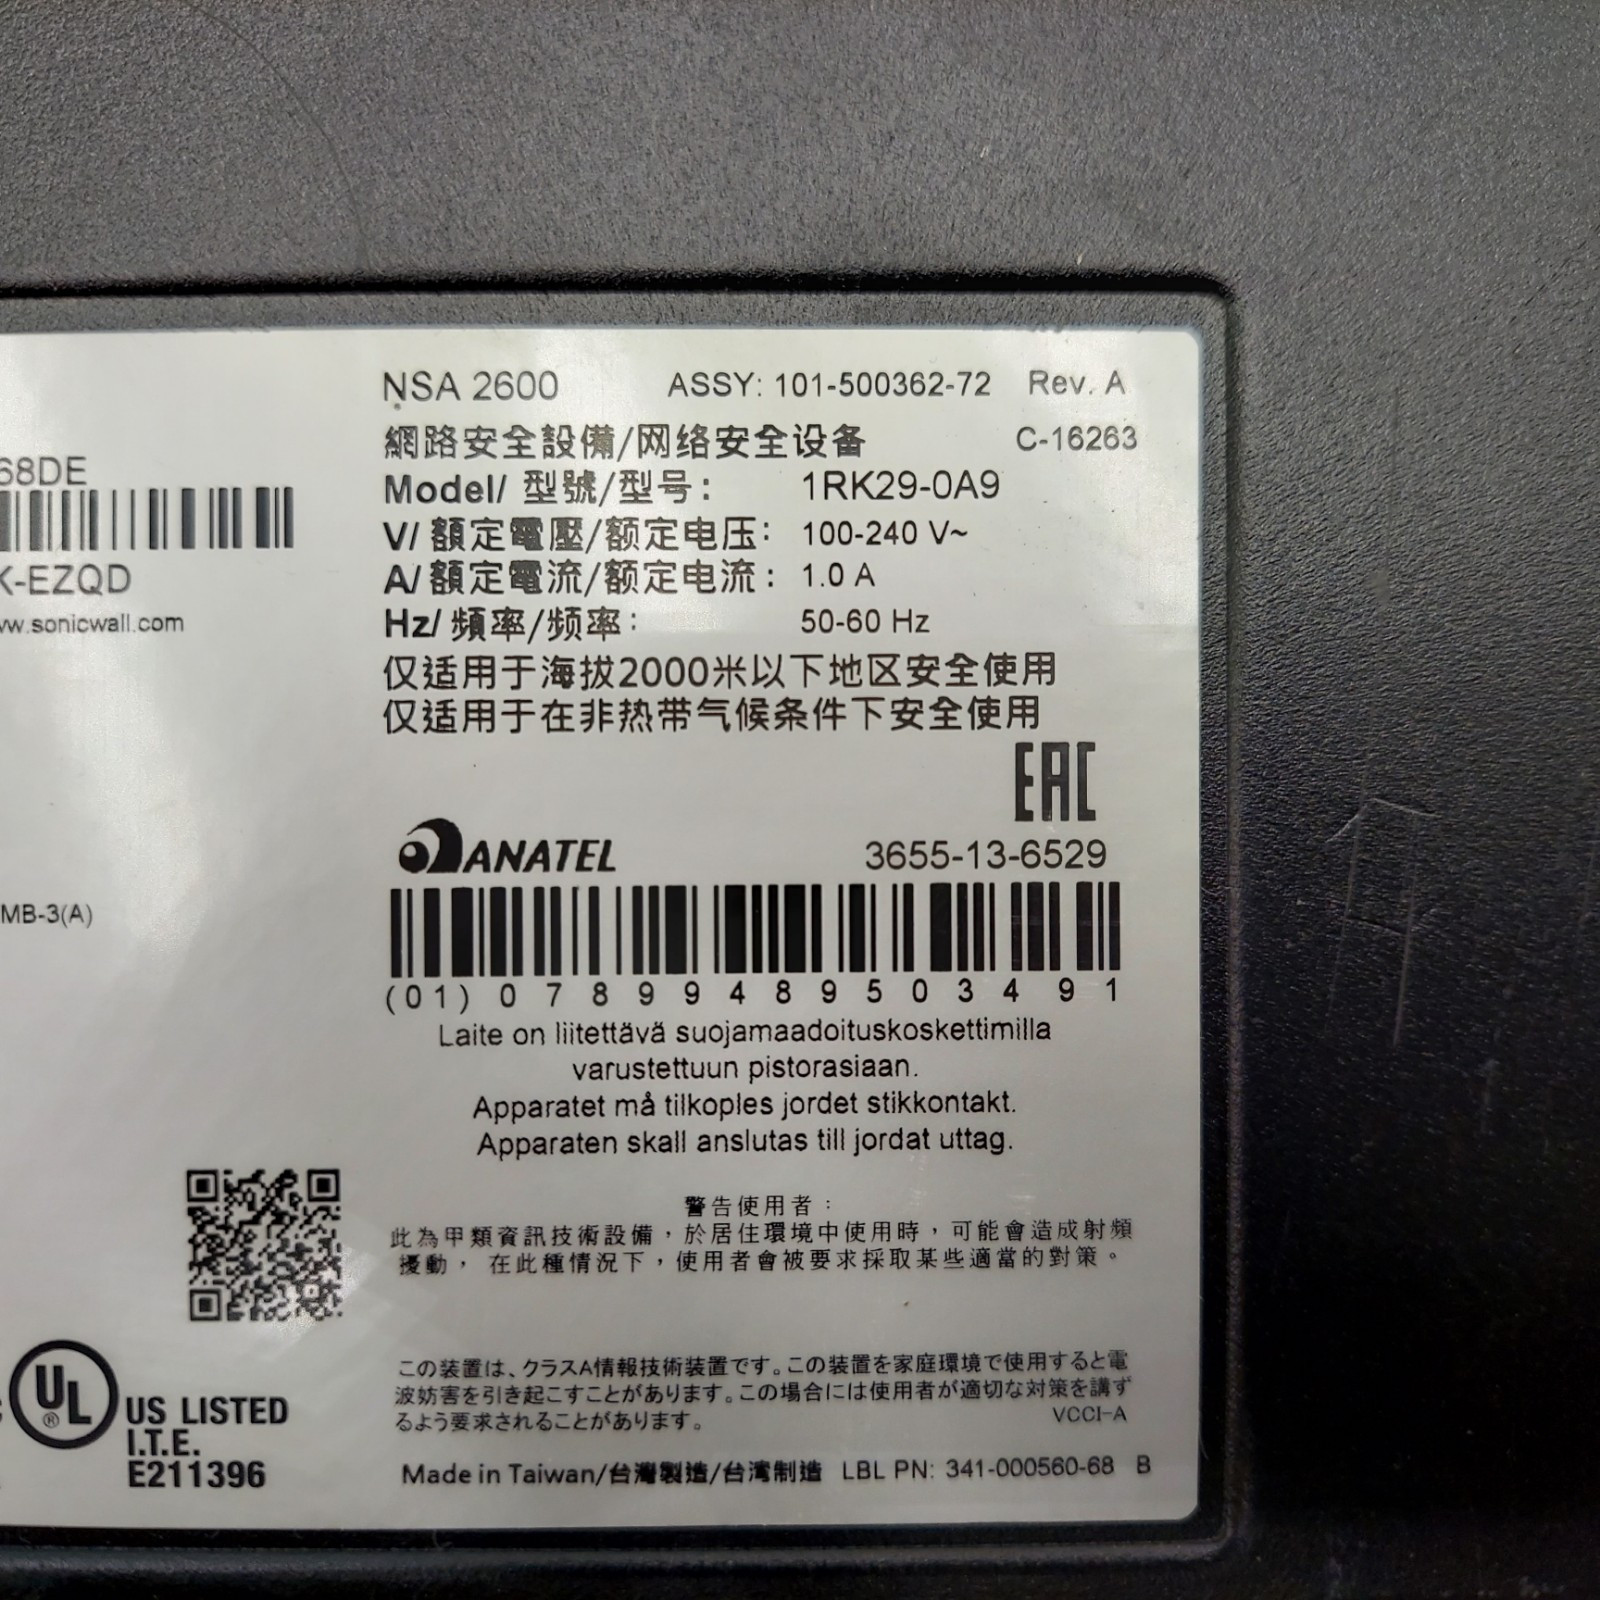 NSA 2600 ASSY: 101-500362-72 Rev. A
網路安全設備/网络安全设备 C-16263
68DE
Model/ 型號/型号: 1RK29-0A9
V/ 額定電壓/额定电压: 100-240 V~
K-EZQD
A/ 額定電流/额定电流: 1.0 A
www.sonicwall.com
Hz/ 頻率/频率: 50-60 Hz
仅适用于海拔2000米以下地区安全使用
仅适用于在非热带气候条件下安全使用
EAC
ANATEL 3655-13-6529
MB-3(A)
(01) 0 7 8 9 9 4 8 9 5 0 3 4 9 1
Laite on liitettävä suojamaadoituskoskettimilla
varustettuun pistorasiaan.
Apparatet må tilkoples jordet stikkontakt.
Apparaten skall anslutas till jordat uttag.
警告使用者：
此為甲類資訊技術設備，於居住環境中使用時，可能會造成射頻
擾動，在此種情況下，使用者會被要求採取某些適當的對策。
この装置は、クラスA情報技術装置です。この装置を家庭環境で使用すると電
波妨害を引き起こすことがあります。この場合には使用者が適切な対策を講ず
るよう要求されることがあります。 VCCI-A
UL ® US LISTED
I.T.E.
E211396
Made in Taiwan/台灣製造/台湾制造 LBL PN: 341-000560-68 B